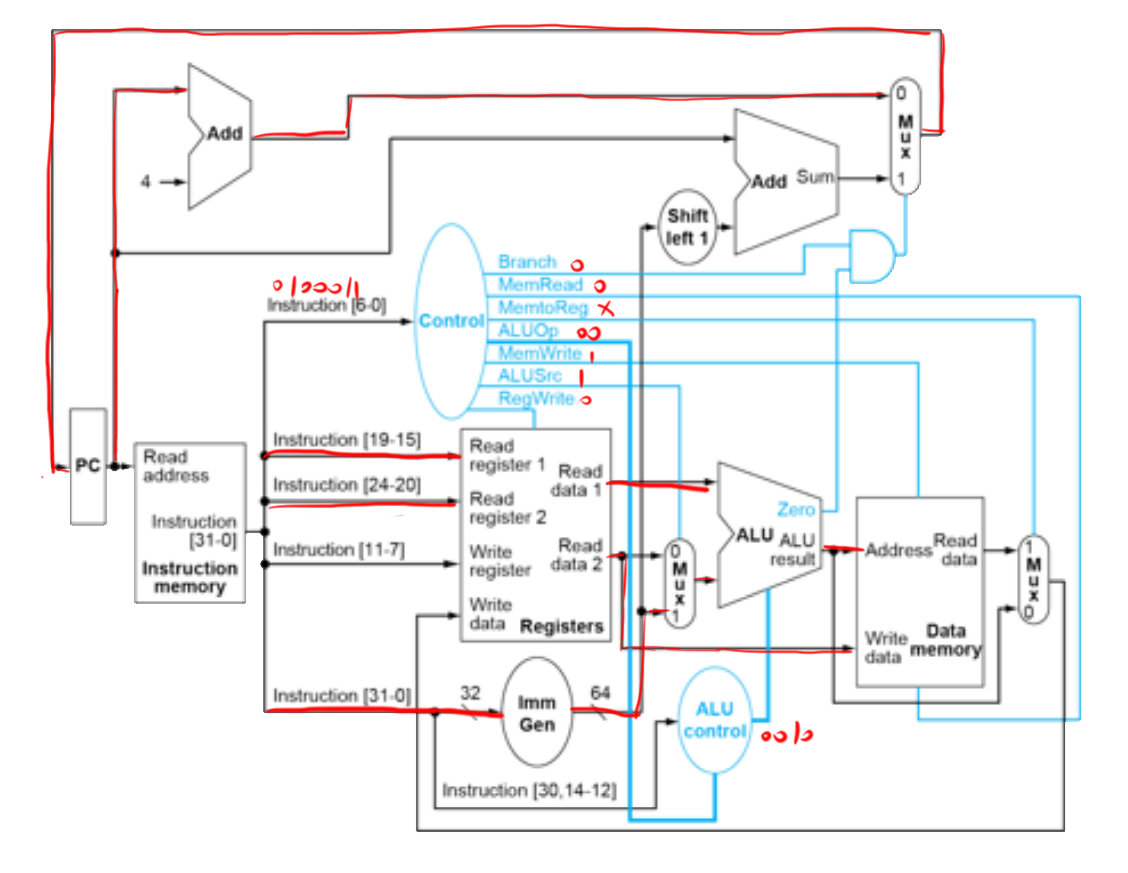 0
Mux
1
Add
4
Add Sum
Shift left 1
Branch 0
MemRead 0
MemtoReg X
ALUOp 00
MemWrite 1
ALUSrc 1
RegWrite 0
0100011
Instruction [6-0]
Control
PC
Read address
Instruction [31-0]
Instruction memory
Instruction [19-15]
Instruction [24-20]
Instruction [11-7]
Read register 1
Read data 1
Read register 2
Write register
Read data 2
Write data
Registers
0
Mux
1
Zero
ALU
ALU result
Address
Read data
Write data
Data memory
1
Mux
0
Instruction [31-0]
32
Imm Gen
64
ALU control
0010
Instruction [30,14-12]